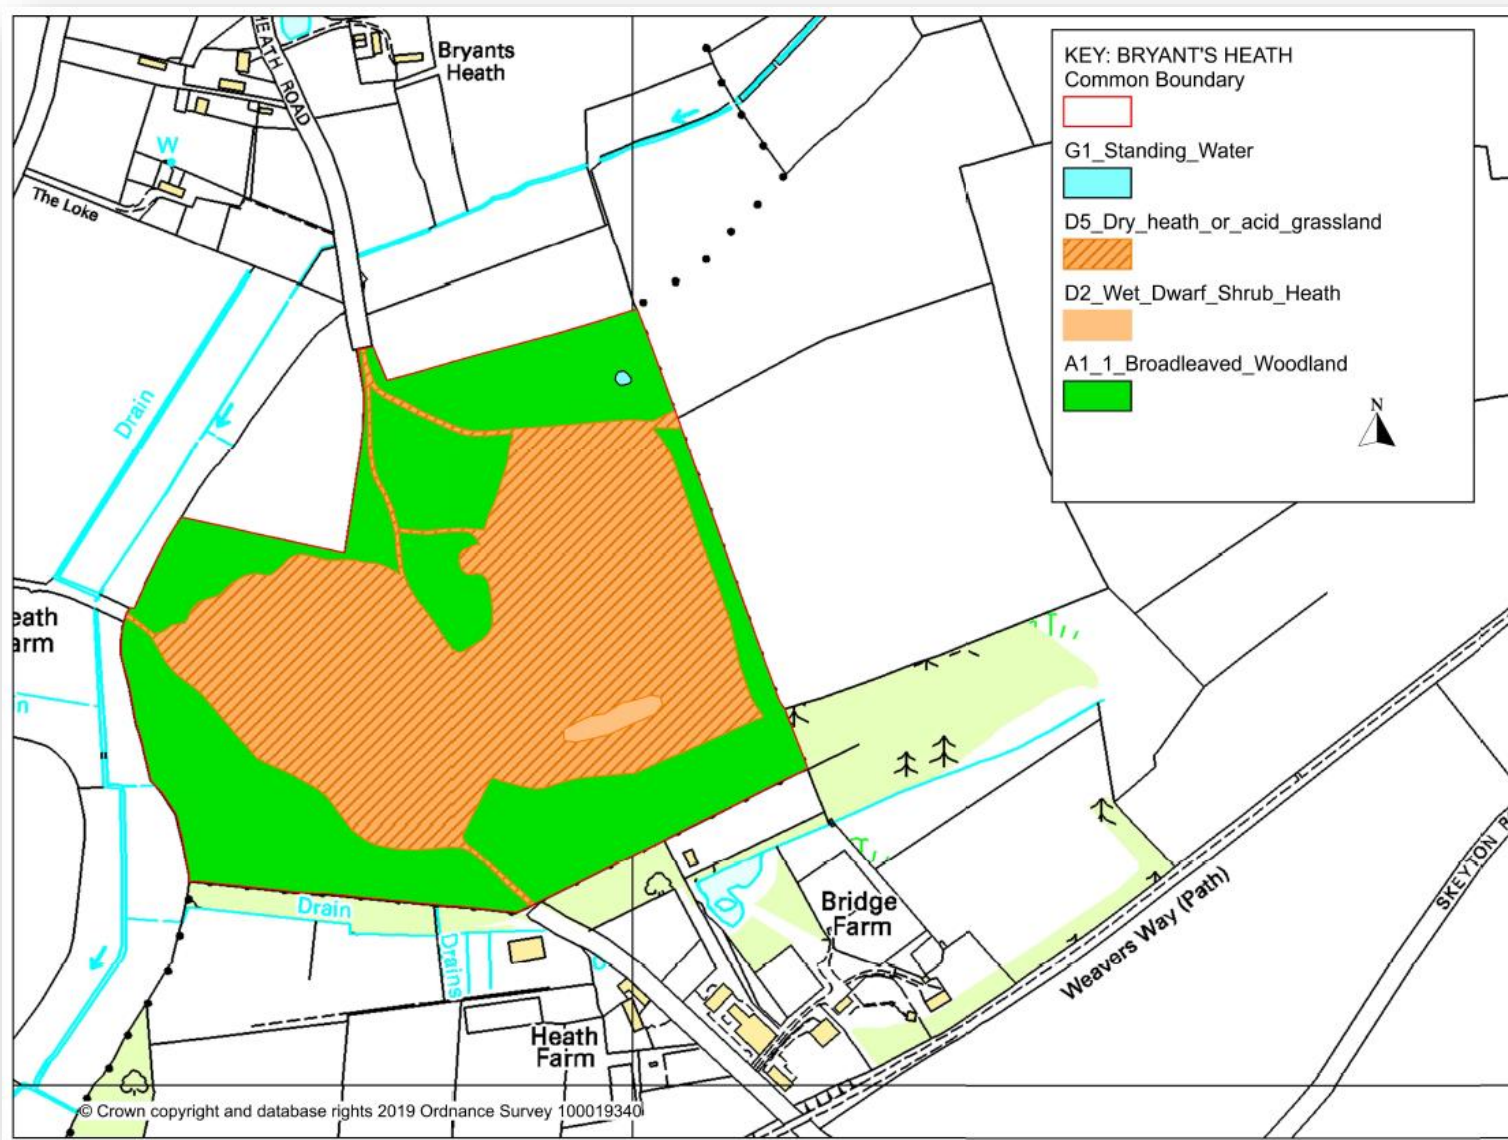 HEATH ROAD
Bryants
Heath
W
The Loke
Drain
eath
arm
n
KEY: BRYANT'S HEATH
Common Boundary
G1_Standing_Water
D5_Dry_heath_or_acid_grassland
D2_Wet_Dwarf_Shrub_Heath
A1_1_Broadleaved_Woodland
N
Drain
Drains
Bridge
Farm
Weavers Way (Path)
SKEYTON R
Heath
Farm
© Crown copyright and database rights 2019 Ordnance Survey 100019340